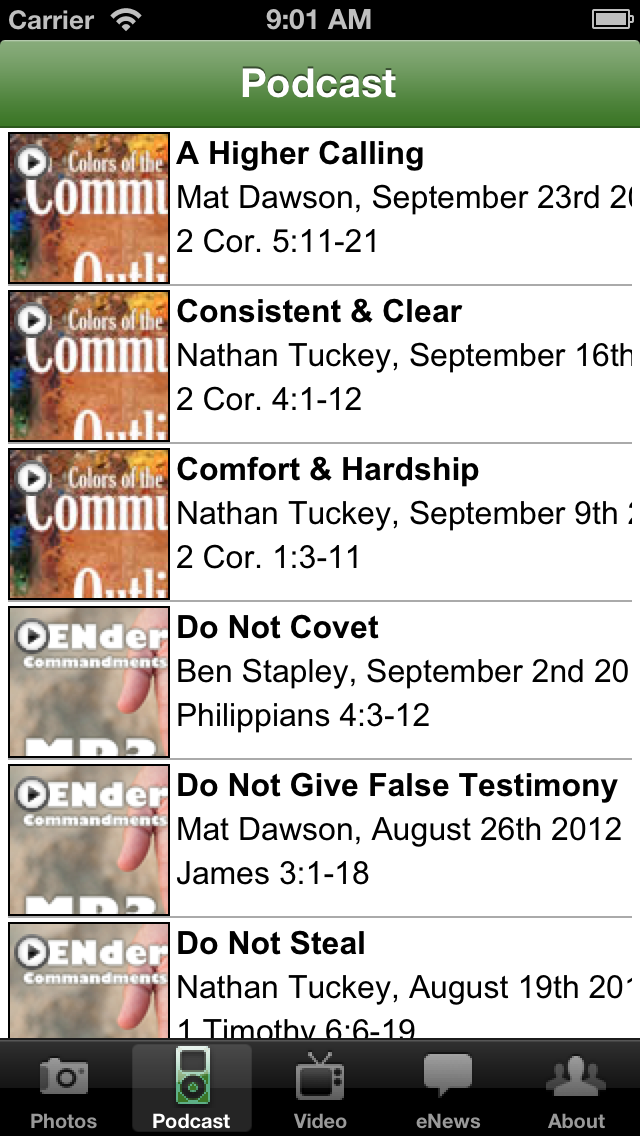 Carrier 9:01 AM
Podcast
Colors of the
Commu
Outli
A Higher Calling
Mat Dawson, September 23rd 20
2 Cor. 5:11-21
Colors of the
Commu
Outli
Consistent & Clear
Nathan Tuckey, September 16th
2 Cor. 4:1-12
Colors of the
Commu
Outli
Comfort & Hardship
Nathan Tuckey, September 9th 2
2 Cor. 1:3-11
ENder
Commandments
MP3
Do Not Covet
Ben Stapley, September 2nd 20
Philippians 4:3-12
ENder
Commandments
MP3
Do Not Give False Testimony
Mat Dawson, August 26th 2012
James 3:1-18
ENder
Commandments
Do Not Steal
Nathan Tuckey, August 19th 201
1 Timothy 6:6-19
Photos Podcast Video eNews About